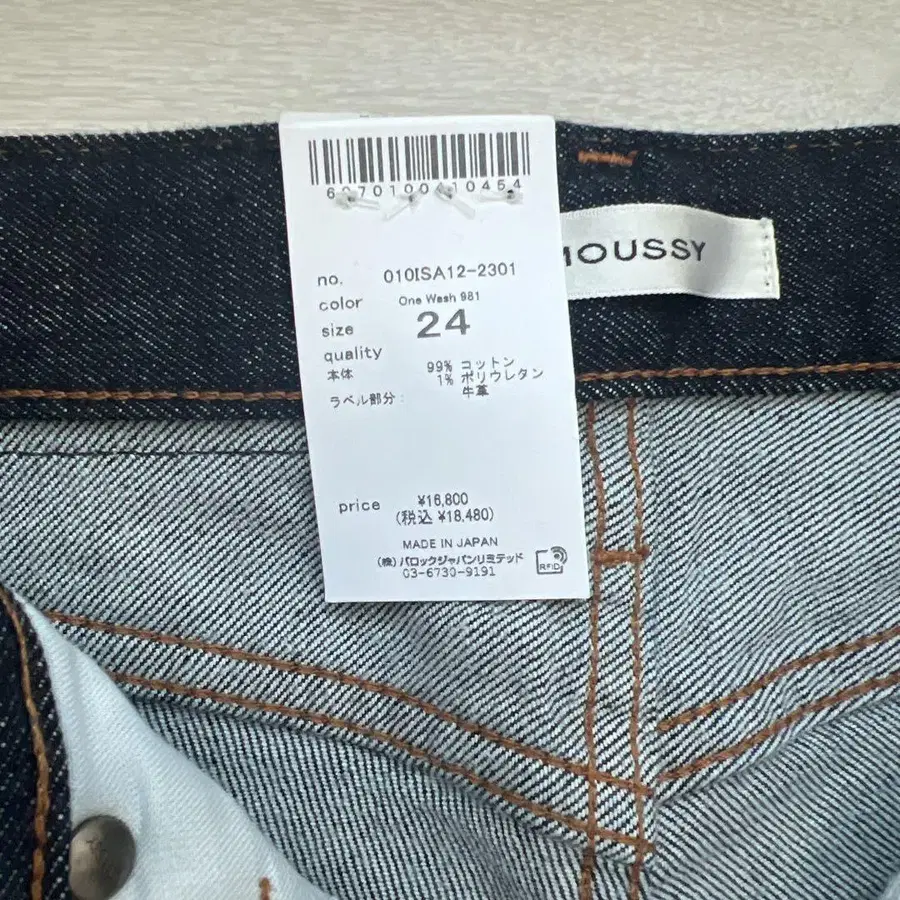 MOUSSY
no. 010ISA12-2301
color One Wash 981
size 24
quality
本体 99% コットン
1% ポリウレタン
ラベル部分: 牛革
price ¥16,800
(税込 ¥18,480)
MADE IN JAPAN
(株)バロックジャパンリミテッド
03-6730-9191
RFID